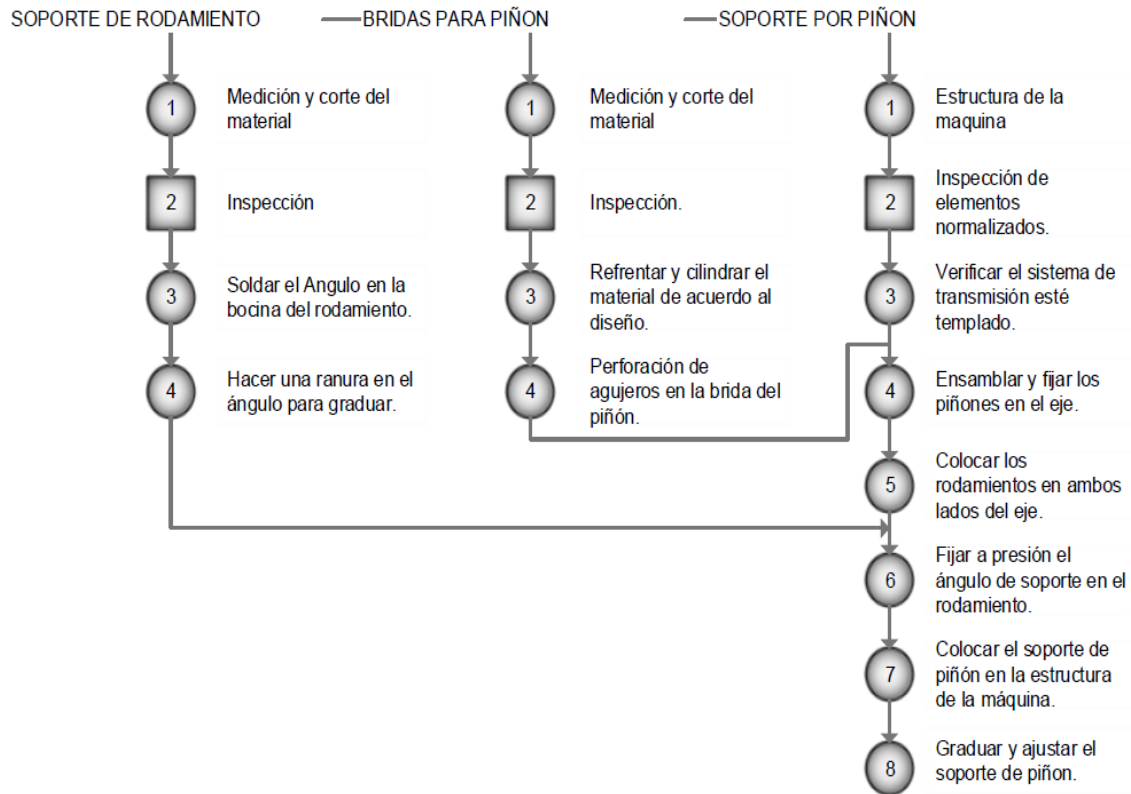 SOPORTE DE RODAMIENTO
BRIDAS PARA PIÑON
SOPORTE POR PIÑON
1
Medición y corte del
material
2
Inspección
3
Soldar el Angulo en la
bocina del rodamiento.
4
Hacer una ranura en el
ángulo para graduar.
1
Medición y corte del
material
2
Inspección.
3
Refrentar y cilindrar el
material de acuerdo al
diseño.
4
Perforación de
agujeros en la brida del
piñón.
1
Estructura de la
maquina
2
Inspección de
elementos
normalizados.
3
Verificar el sistema de
transmisión esté
templado.
4
Ensamblar y fijar los
piñones en el eje.
5
Colocar los
rodamientos en ambos
lados del eje.
6
Fijar a presión el
ángulo de soporte en el
rodamiento.
7
Colocar el soporte de
piñón en la estructura
de la máquina.
8
Graduar y ajustar el
soporte de piñon.